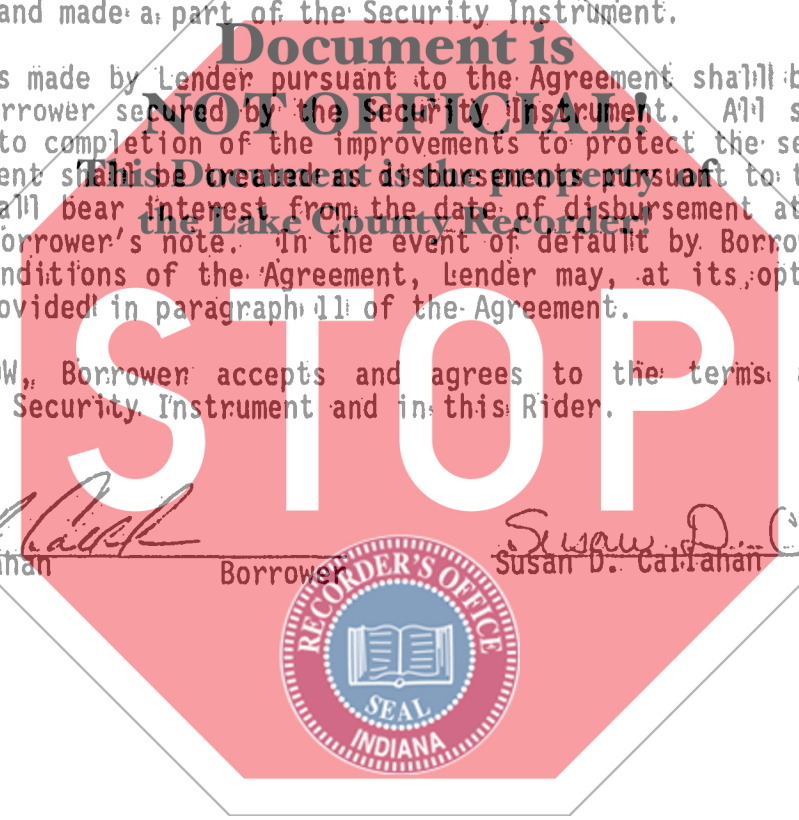 and made a part of the Security Instrument.
Document is
s made by Lender pursuant to the Agreement shall b
NOT OFFICIAL!
rrower secured by the Security Instrument. All s
to completion of the improvements to protect the se
This Document is the property of
ent shall be treated as disbursements pursuant to t
all bear interest from the date of disbursement at
the Lake County Recorder!
orrower's note. In the event of default by Borro
nditions of the Agreement, Lender may, at its opt
ovided in paragraph 11 of the Agreement.
STOP
OW, Borrower accepts and agrees to the terms
Security Instrument and in this Rider.
Susan D. C
ahan
Borrower
Susan D. Callahan
RECORDER'S OFFICE
SEAL
INDIANA